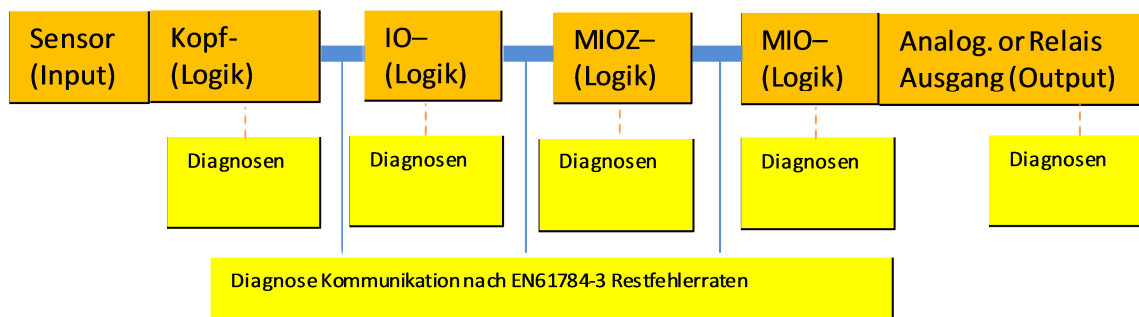 Sensor
(Input)
Kopf-
(Logik)
IO–
(Logik)
MIOZ–
(Logik)
MIO–
(Logik)
Analog. or Relais
Ausgang (Output)
Diagnosen
Diagnosen
Diagnosen
Diagnosen
Diagnosen
Diagnose Kommunikation nach EN61784-3 Restfehlerraten